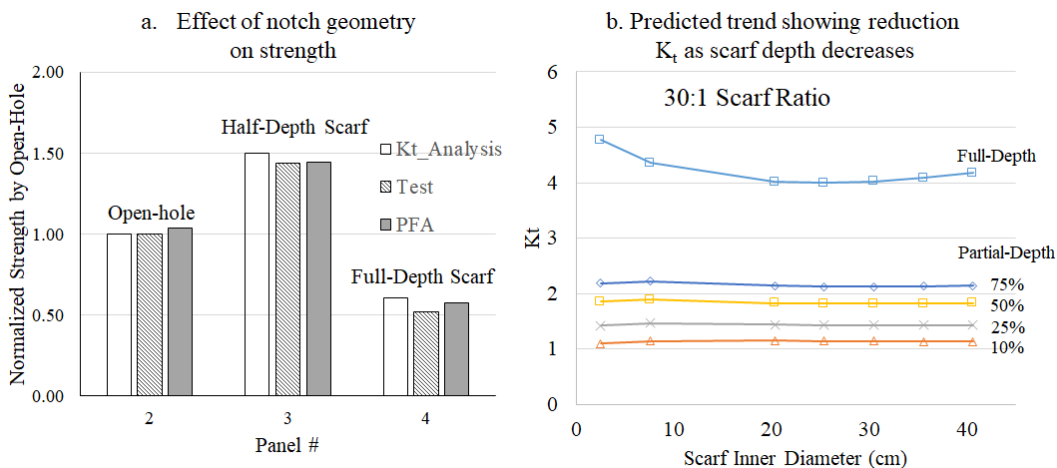 a. Effect of notch geometry
on strength
Normalized Strength by Open-Hole
2.00
1.50
1.00
0.50
0.00
Open-hole
Half-Depth Scarf
Full-Depth Scarf
Kt_Analysis
Test
PFA
2
3
4
Panel #
b. Predicted trend showing reduction
Kt as scarf depth decreases
30:1 Scarf Ratio
Kt
6
5
4
3
2
1
0
Full-Depth
Partial-Depth
75%
50%
25%
10%
0
10
20
30
40
Scarf Inner Diameter (cm)